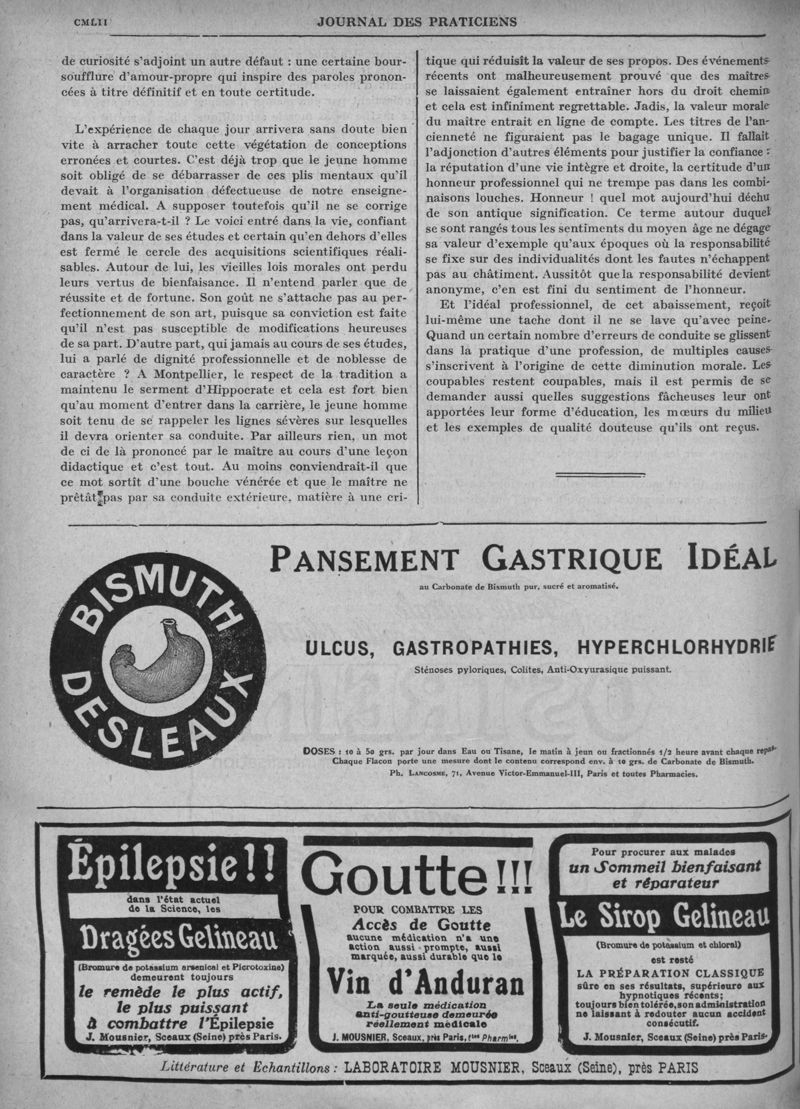 CMLII
JOURNAL DES PRATICIENS
de curiosité s'adjoint un autre défaut : une certaine bour-
soufflure d'amour-propre qui inspire des paroles pronon-
cées à titre définitif et en toute certitude.
L'expérience de chaque jour arrivera sans doute bien
vite à arracher toute cette végétation de conceptions
erronées et courtes. C'est déjà trop que le jeune homme
soit obligé de se débarrasser de ces plis mentaux qu'il
devait à l'organisation défectueuse de notre enseigne-
ment médical. A supposer toutefois qu'il ne se corrige
pas, qu'arrivera-t-il ? Le voici entré dans la vie, confiant
dans la valeur de ses études et certain qu'en dehors d'elles
est fermé le cercle des acquisitions scientifiques réali-
sables. Autour de lui, les vieilles lois morales ont perdu
leurs vertus de bienfaisance. Il n'entend parler que de
réussite et de fortune. Son goût ne s'attache pas au per-
fectionnement de son art, puisque sa conviction est faite
qu'il n'est pas susceptible de modifications heureuses
de sa part. D'autre part, qui jamais au cours de ses études,
lui a parlé de dignité professionnelle et de noblesse de
caractère ? A Montpellier, le respect de la tradition a
maintenu le serment d'Hippocrate et cela est fort bien
qu'au moment d'entrer dans la carrière, le jeune homme
soit tenu de se rappeler les lignes sévères sur lesquelles
il devra orienter sa conduite. Par ailleurs rien, un mot
de ci de là prononcé par le maître au cours d'une leçon
didactique et c'est tout. Au moins conviendrait-il que
ce mot sortît d'une bouche vénérée et que le maître ne
prêtât pas par sa conduite extérieure, matière à une cri-
tique qui réduisît la valeur de ses propos. Des événements
récents ont malheureusement prouvé que des maîtres
se laissaient également entraîner hors du droit chemin
et cela est infiniment regrettable. Jadis, la valeur morale
du maître entrait en ligne de compte. Les titres de l'an-
cienneté ne figuraient pas le bagage unique. Il fallait
l'adjonction d'autres éléments pour justifier la confiance :
la réputation d'une vie intègre et droite, la certitude d'un
honneur professionnel qui ne trempe pas dans les combi-
naisons louches. Honneur ! quel mot aujourd'hui déchu
de son antique signification. Ce terme autour duquel
se sont rangés tous les sentiments du moyen âge ne dégage
sa valeur d'exemple qu'aux époques où la responsabilité
se fixe sur des individualités dont les fautes n'échappent
pas au châtiment. Aussitôt que la responsabilité devient
anonyme, c'en est fini du sentiment de l'honneur.
Et l'idéal professionnel, de cet abaissement, reçoit
lui-même une tache dont il ne se lave qu'avec peine.
Quand un certain nombre d'erreurs de conduite se glissent
dans la pratique d'une profession, de multiples causes
s'inscrivent à l'origine de cette diminution morale. Les
coupables restent coupables, mais il est permis de se
demander aussi quelles suggestions fâcheuses leur ont
apportées leur forme d'éducation, les mœurs du milieu
et les exemples de qualité douteuse qu'ils ont reçus.
BISMUTH
DESLEAUX
PANSEMENT GASTRIQUE IDÉAL
au Carbonate de Bismuth pur, sucré et aromatisé.
ULCUS, GASTROPATHIES, HYPERCHLORHYDRIE
Sténoses pyloriques, Colites, Anti-Oxyurasique puissant.
DOSES : 10 à 50 grs. par jour dans Eau ou Tisane, le matin à jeun ou fractionnés 1/2 heure avant chaque repas.
Chaque Flacon porte une mesure dont le contenu correspond env. à 10 grs. de Carbonate de Bismuth.
Ph. LANCOSME, 71, Avenue Victor-Emmanuel-III, Paris et toutes Pharmacies.
Épilepsie!!
dans l'état actuel
de la Science, les
Dragées Gelineau
(Bromure de potassium arsenical et Picrotoxine)
demeurent toujours
le remède le plus actif,
le plus puissant
à combattre l'Épilepsie
J. Mousnier, Sceaux (Seine) près Paris.
Goutte!!!
POUR COMBATTRE LES
Accès de Goutte
aucune médication n'a une
action aussi prompte, aussi
marquée, aussi durable que le
Vin d'Anduran
La seule médication
anti-goutteuse demeurée
réellement médicale
J. MOUSNIER, Sceaux, près Paris, & tes Pharmies.
Pour procurer aux malades
un Sommeil bienfaisant
et réparateur
Le Sirop Gelineau
(Bromure de potassium et chloral)
est resté
LA PRÉPARATION CLASSIQUE
sûre en ses résultats, supérieure aux
hypnotiques récents;
toujours bien tolérée, son administration
ne laissant à redouter aucun accident
consécutif.
J. Mousnier, Sceaux (Seine) près Paris.
Littérature et Echantillons : LABORATOIRE MOUSNIER, Sceaux (Seine), près PARIS